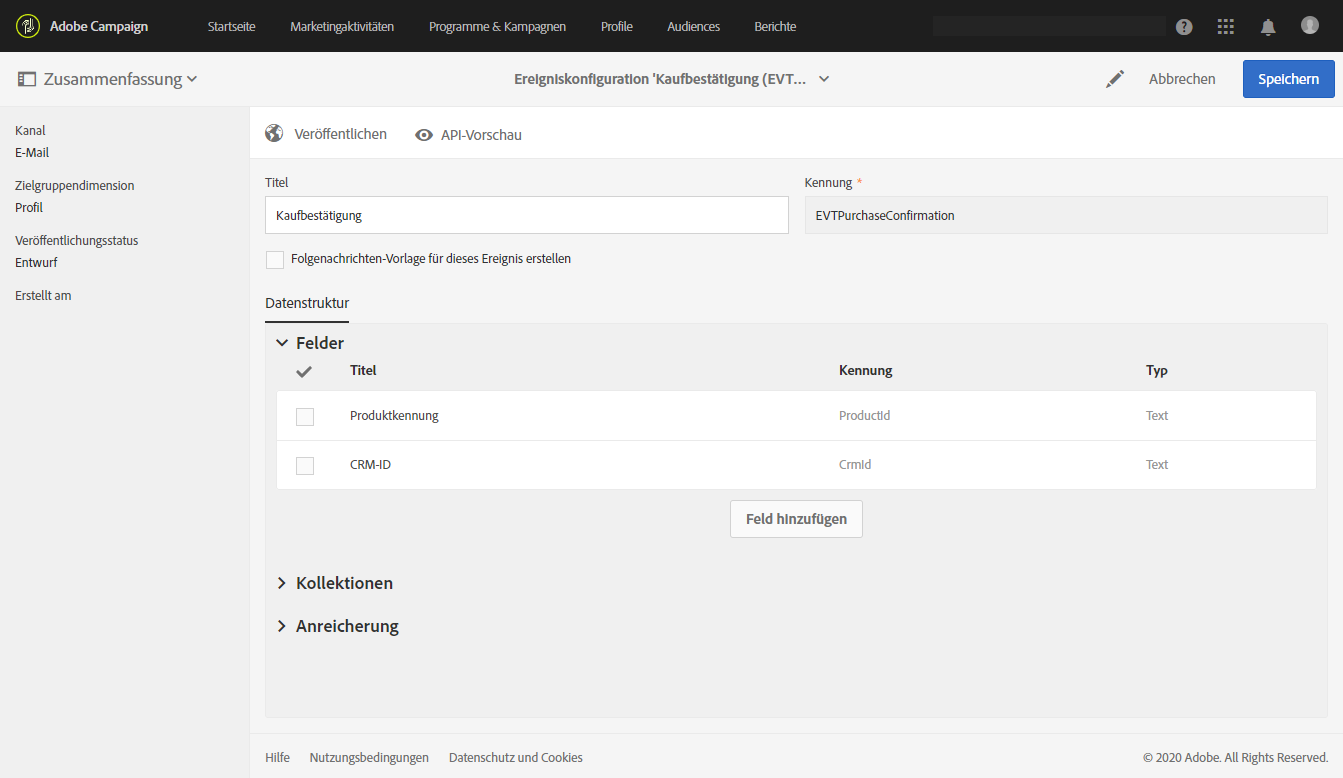 Adobe Campaign Startseite Marketingaktivitäten Programme & Kampagnen Profile Audiences Berichte
Zusammenfassung Ereigniskonfiguration 'Kaufbestätigung (EVT... Abbrechen Speichern
Kanal
E-Mail
Zielgruppendimension
Profil
Veröffentlichungsstatus
Entwurf
Erstellt am
Veröffentlichen API-Vorschau
Titel Kennung *
Kaufbestätigung EVTPurchaseConfirmation
Folgenachrichten-Vorlage für dieses Ereignis erstellen
Datenstruktur
Felder
Titel Kennung Typ
Produktkennung ProductId Text
CRM-ID CrmId Text
Feld hinzufügen
Kollektionen
Anreicherung
Hilfe Nutzungsbedingungen Datenschutz und Cookies © 2020 Adobe. All Rights Reserved.